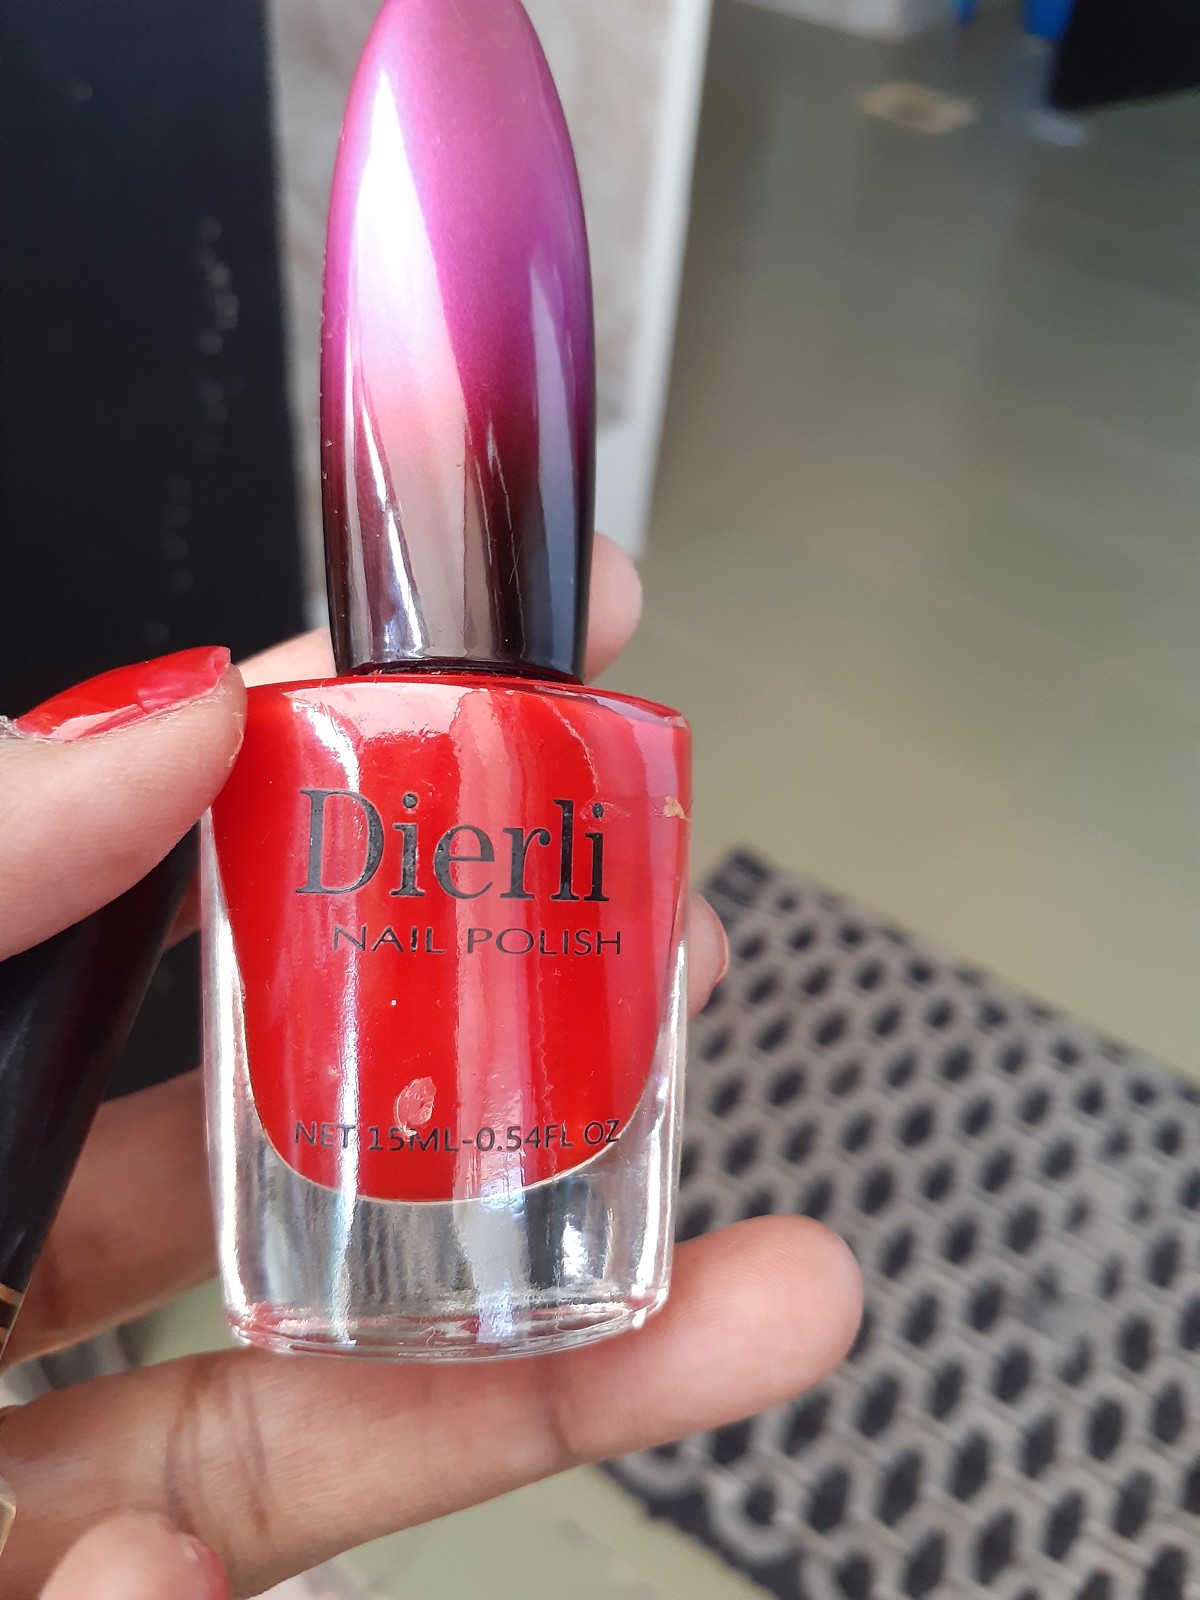 Dierli
NAIL POLISH
NET 15ML-0.54FL OZ